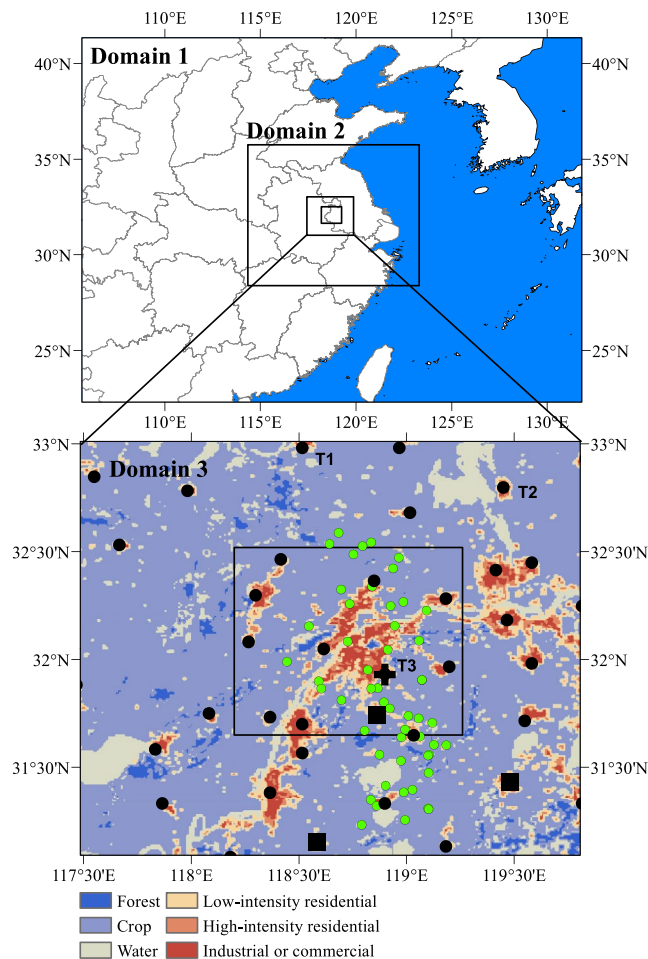 110°E 115°E 120°E 125°E 130°E
Domain 1
40°N 40°N
Domain 2
35°N 35°N
30°N 30°N
25°N 25°N
110°E 115°E 120°E 125°E 130°E
33°N 33°N
Domain 3 T1 T2
32°30'N 32°30'N
32°N T3 32°N
31°30'N 31°30'N
117°30'E 118°E 118°30'E 119°E 119°30'E
Forest Low-intensity residential
Crop High-intensity residential
Water Industrial or commercial